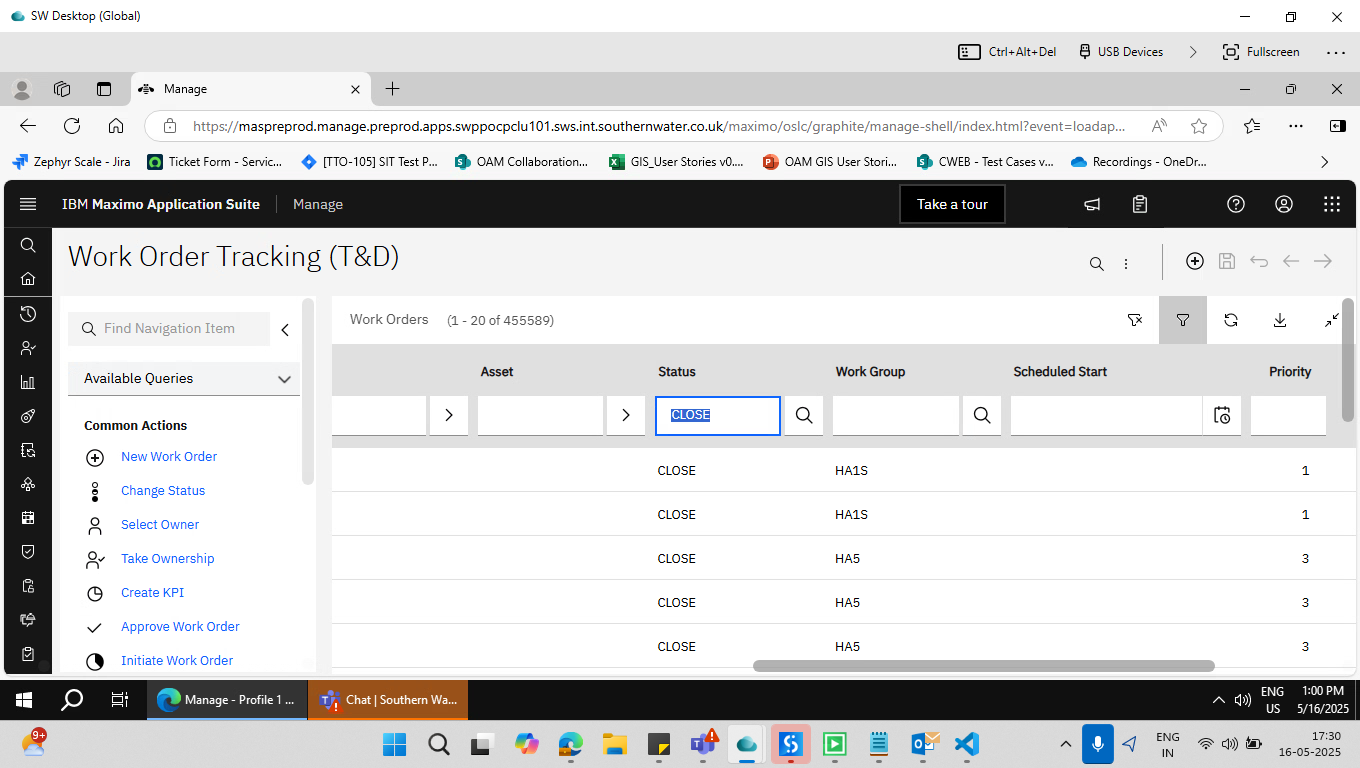 SW Desktop (Global)
Ctrl+Alt+Del
USB Devices
Fullscreen
Manage
https://maspreprod.manage.preprod.apps.swppocpclu101.sws.int.southernwater.co.uk/maximo/oslc/graphite/manage-shell/index.html?event=loadap...
Zephyr Scale - Jira
Ticket Form - Servic...
[TTO-105] SIT Test P...
OAM Collaboration...
GIS_User Stories v0....
OAM GIS User Stori...
CWEB - Test Cases v...
Recordings - OneDr...
IBM Maximo Application Suite
Manage
Take a tour
Work Order Tracking (T&D)
Find Navigation Item
Work Orders
(1 - 20 of 455589)
Available Queries
Asset
Status
Work Group
Scheduled Start
Priority
CLOSE
Common Actions
New Work Order
Change Status
Select Owner
Take Ownership
Create KPI
Approve Work Order
Initiate Work Order
CLOSE HA1S 1
CLOSE HA1S 1
CLOSE HA5 3
CLOSE HA5 3
CLOSE HA5 3
Manage - Profile 1 ...
Chat | Southern Wa...
ENG
US
1:00 PM
5/16/2025
9+
ENG
IN
17:30
16-05-2025